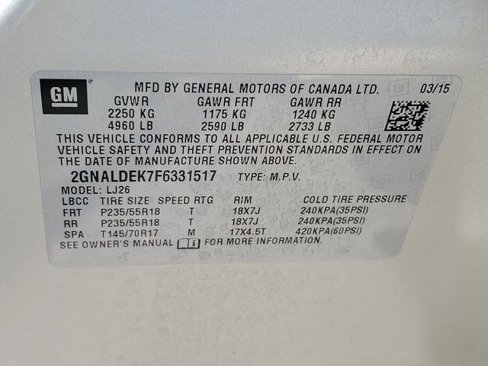 GM
MFD BY GENERAL MOTORS OF CANADA LTD. 03/15
GVWR GAWR FRT GAWR RR
2250 KG 1175 KG 1240 KG
4960 LB 2590 LB 2733 LB
THIS VEHICLE CONFORMS TO ALL APPLICABLE U.S. FEDERAL MOTOR
VEHICLE SAFETY AND THEFT PREVENTION STANDARDS IN EFFECT ON
THE DATE OF MANUFACTURE SHOWN ABOVE.
2GNALDEK7F6331517 TYPE: M.P.V.
MODEL: LJ26
LBCC TIRE SIZE SPEED RTG RIM COLD TIRE PRESSURE
FRT P235/55R18 T 18X7J 240KPA(35PSI)
RR P235/55R18 T 18X7J 240KPA(35PSI)
SPA T145/70R17 M 17X4.5T 420KPA(60PSI)
SEE OWNER'S MANUAL FOR MORE INFORMATION.